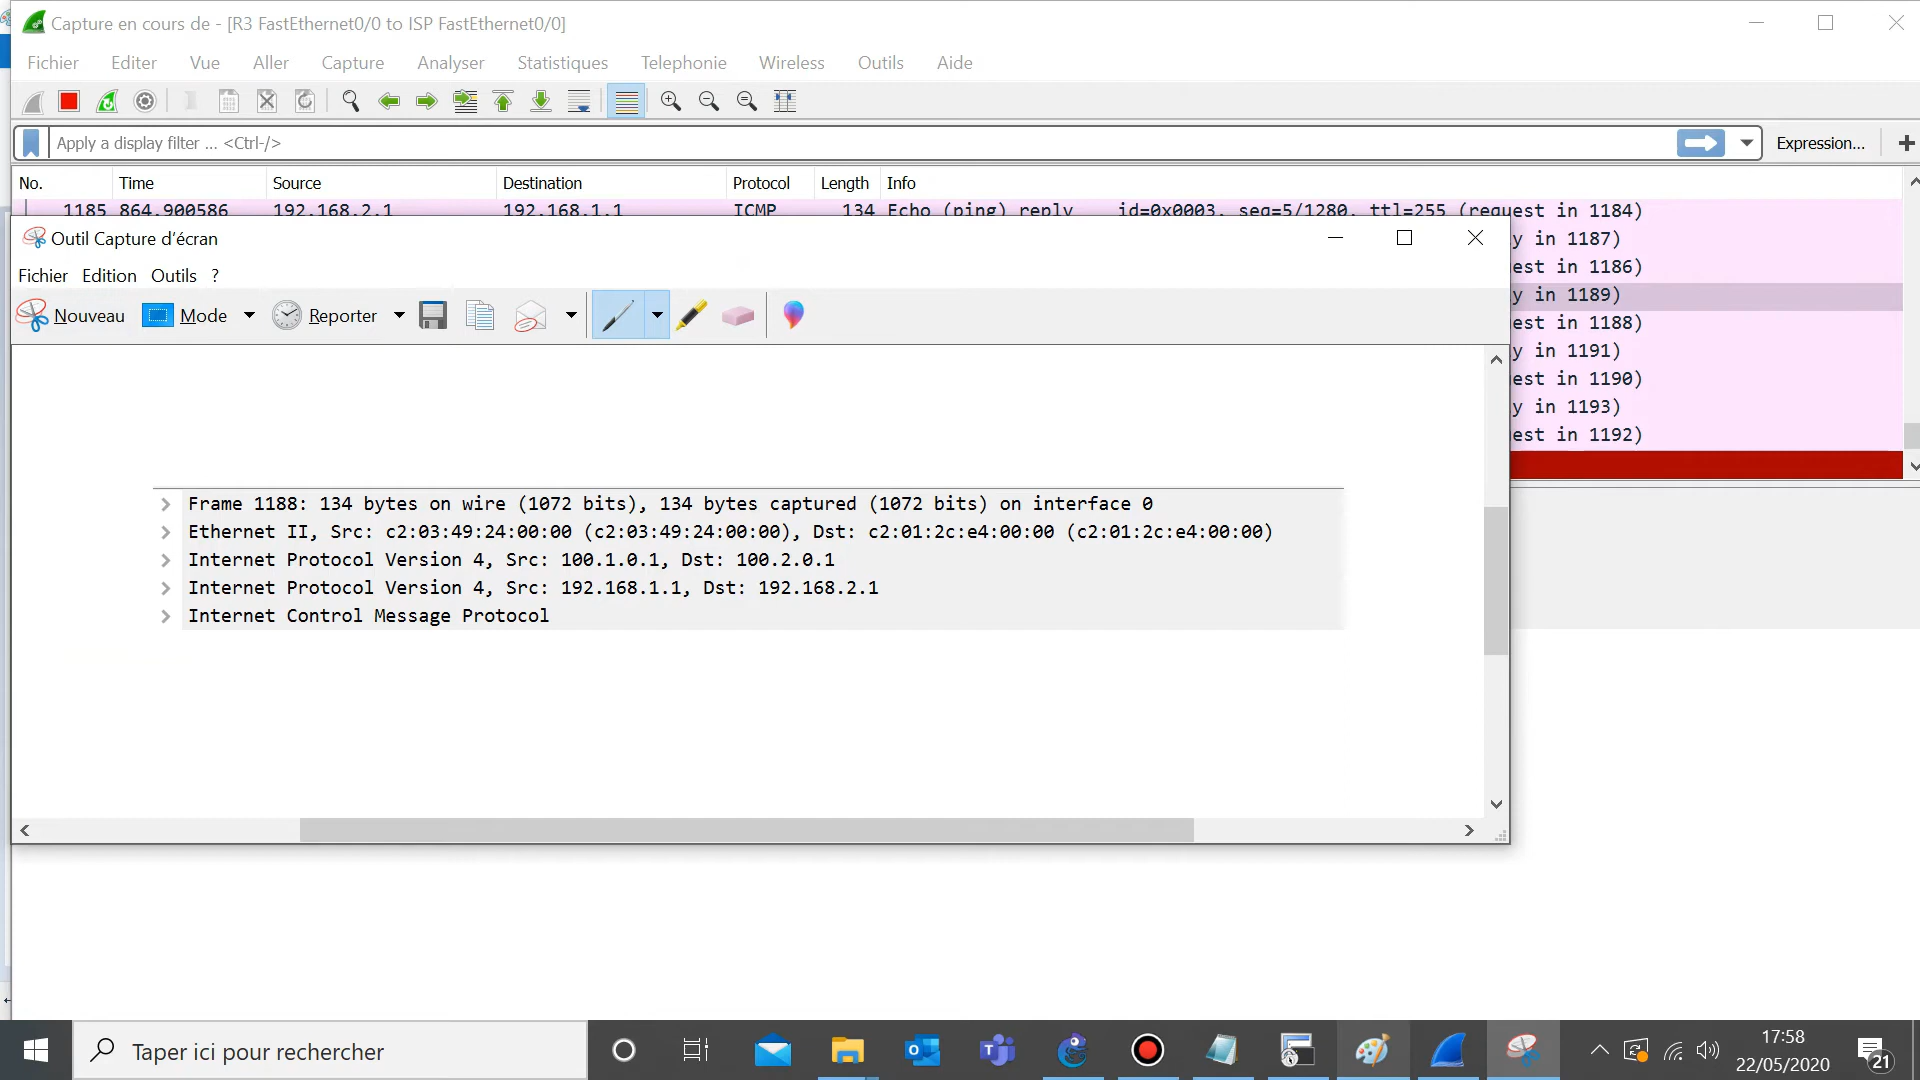 Capture en cours de - [R3 FastEthernet0/0 to ISP FastEthernet0/0]
Fichier Editer Vue Aller Capture Analyser Statistiques Telephonie Wireless Outils Aide
Apply a display filter ... <Ctrl-/> Expression...
No. Time Source Destination Protocol Length Info
1185 864.900586 192.168.2.1 192.168.1.1 ICMP 134 Echo (ping) reply id=0x0003, seq=5/1280, ttl=255 (request in 1184)
y in 1187)
est in 1186)
y in 1189)
est in 1188)
y in 1191)
est in 1190)
y in 1193)
est in 1192)
Outil Capture d’écran
Fichier Edition Outils ?
Nouveau Mode Reporter
Frame 1188: 134 bytes on wire (1072 bits), 134 bytes captured (1072 bits) on interface 0
Ethernet II, Src: c2:03:49:24:00:00 (c2:03:49:24:00:00), Dst: c2:01:2c:e4:00:00 (c2:01:2c:e4:00:00)
Internet Protocol Version 4, Src: 100.1.0.1, Dst: 100.2.0.1
Internet Protocol Version 4, Src: 192.168.1.1, Dst: 192.168.2.1
Internet Control Message Protocol
Taper ici pour rechercher
17:58
22/05/2020
21